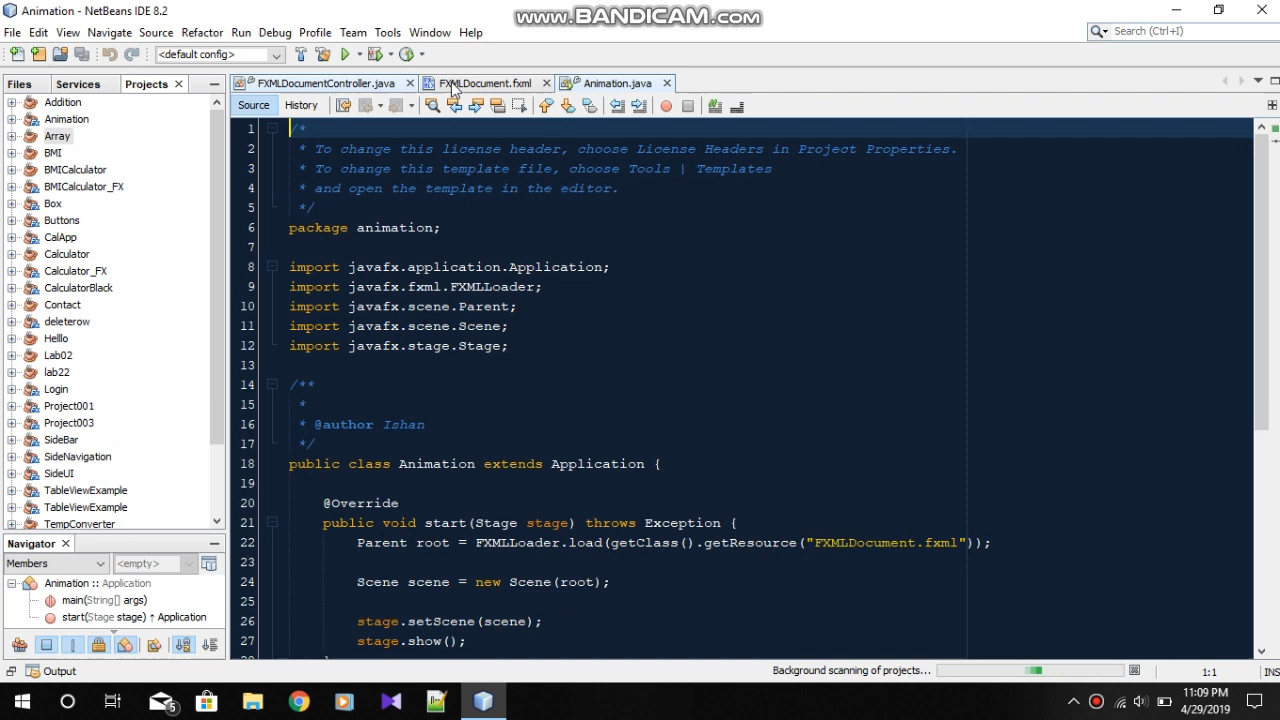 www.BANDICAM.com
Animation - NetBeans IDE 8.2
File Edit View Navigate Source Refactor Run Debug Profile Team Tools Window Help
Search (Ctrl+I)
<default config>
Files Services Projects
FXMLDocumentController.java FXMLDocument.fxml Animation.java
Source History
Addition
Animation
Array
BMI
BMICalculator
BMICalculator_FX
Box
Buttons
CalApp
Calculator
Calculator_FX
CalculatorBlack
Contact
deleterow
Helllo
Lab02
lab22
Login
Project001
Project003
SideBar
SideNavigation
SideUI
TableViewExample
TableViewExample
TempConverter
Navigator
Members <empty>
Animation :: Application
main(String[] args)
start(Stage stage) ↑ Application
1 /*
2 * To change this license header, choose License Headers in Project Properties.
3 * To change this template file, choose Tools | Templates
4 * and open the template in the editor.
5 */
6 package animation;
7
8 import javafx.application.Application;
9 import javafx.fxml.FXMLLoader;
10 import javafx.scene.Parent;
11 import javafx.scene.Scene;
12 import javafx.stage.Stage;
13
14 /**
15 *
16 * @author Ishan
17 */
18 public class Animation extends Application {
19
20 @Override
21 public void start(Stage stage) throws Exception {
22 Parent root = FXMLLoader.load(getClass().getResource("FXMLDocument.fxml"));
23
24 Scene scene = new Scene(root);
25
26 stage.setScene(scene);
27 stage.show();
Output
Background scanning of projects...
1:1 INS
5
11:09 PM
4/29/2019